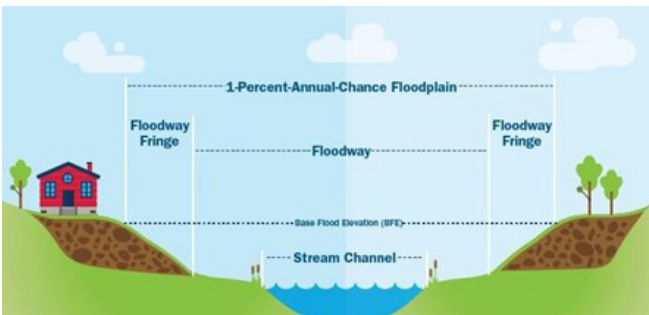 1-Percent-Annual-Chance Floodplain
Floodway
Fringe
Floodway
Fringe
Floodway
Base Flood Elevation (BFE)
Stream Channel